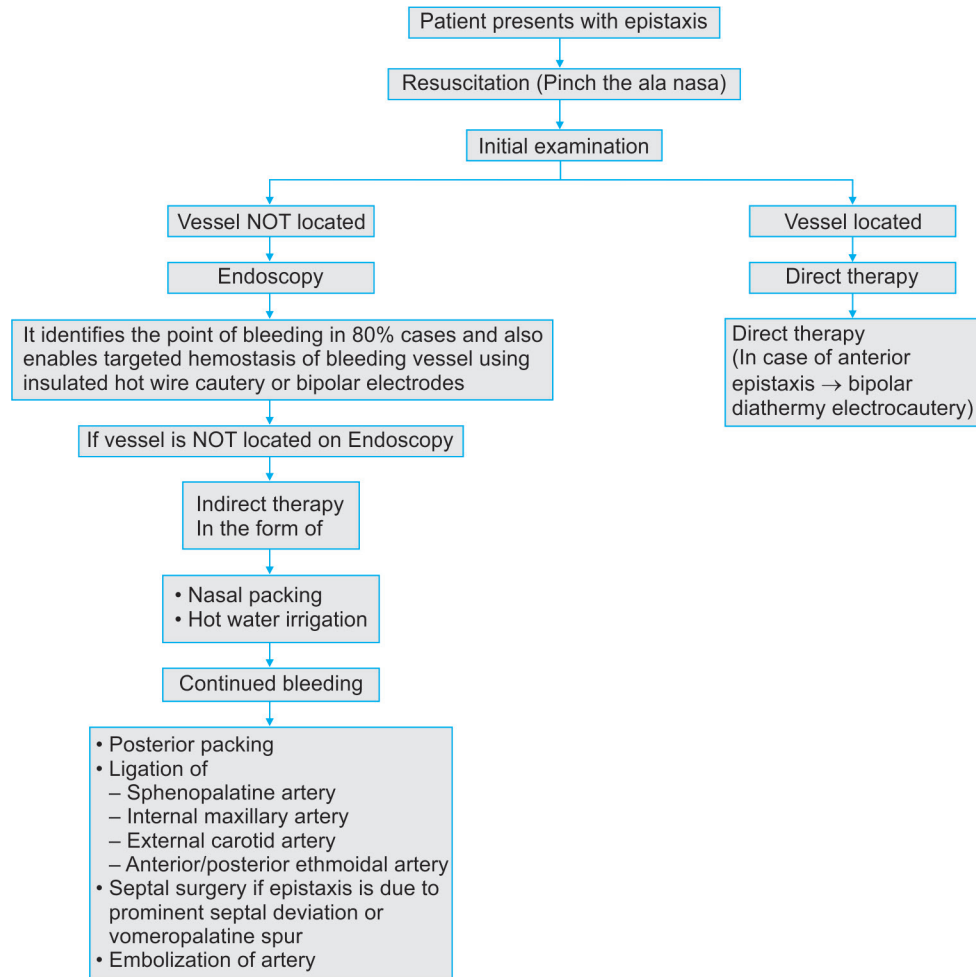 Patient presents with epistaxis
Resuscitation (Pinch the ala nasa)
Initial examination
Vessel NOT located
Vessel located
Endoscopy
Direct therapy
It identifies the point of bleeding in 80% cases and also
enables targeted hemostasis of bleeding vessel using
insulated hot wire cautery or bipolar electrodes
Direct therapy
(In case of anterior
epistaxis → bipolar
diathermy electrocautery)
If vessel is NOT located on Endoscopy
Indirect therapy
In the form of
• Nasal packing
• Hot water irrigation
Continued bleeding
• Posterior packing
• Ligation of
– Sphenopalatine artery
– Internal maxillary artery
– External carotid artery
– Anterior/posterior ethmoidal artery
• Septal surgery if epistaxis is due to
prominent septal deviation or
vomeropalatine spur
• Embolization of artery